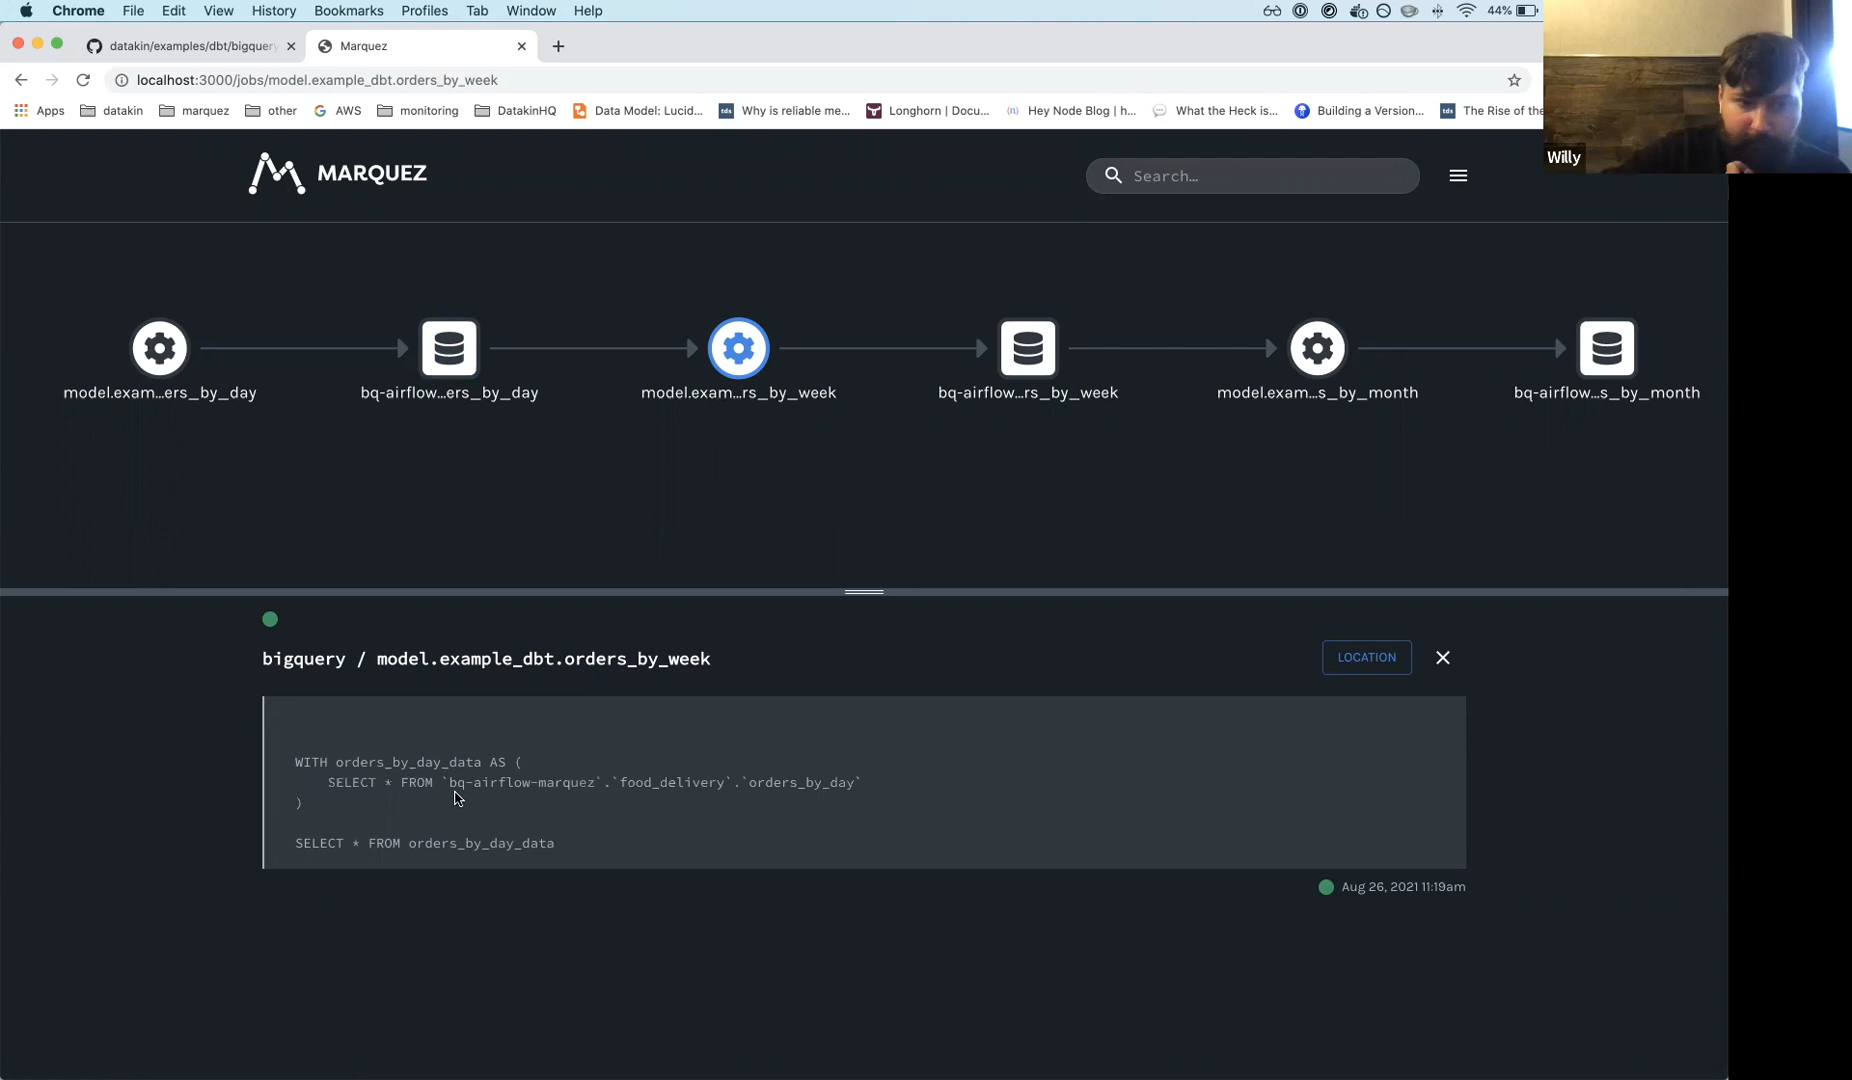 Chrome File Edit View History Bookmarks Profiles Tab Window Help 44%
datakin/examples/dbt/bigquery Marquez
localhost:3000/jobs/model.example_dbt.orders_by_week
Apps datakin marquez other AWS monitoring DatakinHQ Data Model: Lucid... Why is reliable me... Longhorn | Docu... Hey Node Blog | h... What the Heck is... Building a Version... The Rise of the
Willy
MARQUEZ Search...
model.exam...ers_by_day bq-airflow...ers_by_day model.exam...rs_by_week bq-airflow...rs_by_week model.exam...s_by_month bq-airflow...s_by_month
bigquery / model.example_dbt.orders_by_week LOCATION
WITH orders_by_day_data AS (
SELECT * FROM `bq-airflow-marquez`.`food_delivery`.`orders_by_day`
)
SELECT * FROM orders_by_day_data
Aug 26, 2021 11:19am